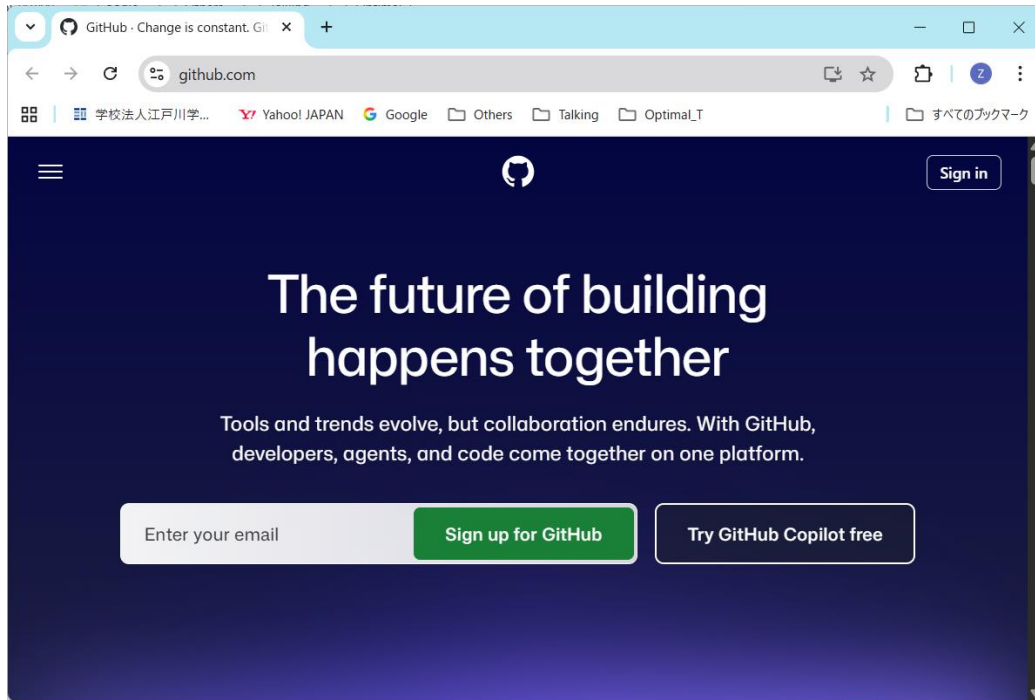 GitHub · Change is constant. Git
github.com
Z
学校法人江戸川学... Yahoo! JAPAN Google Others Talking Optimal_T すべてのブックマーク
Sign in
The future of building
happens together
Tools and trends evolve, but collaboration endures. With GitHub,
developers, agents, and code come together on one platform.
Enter your email Sign up for GitHub Try GitHub Copilot free